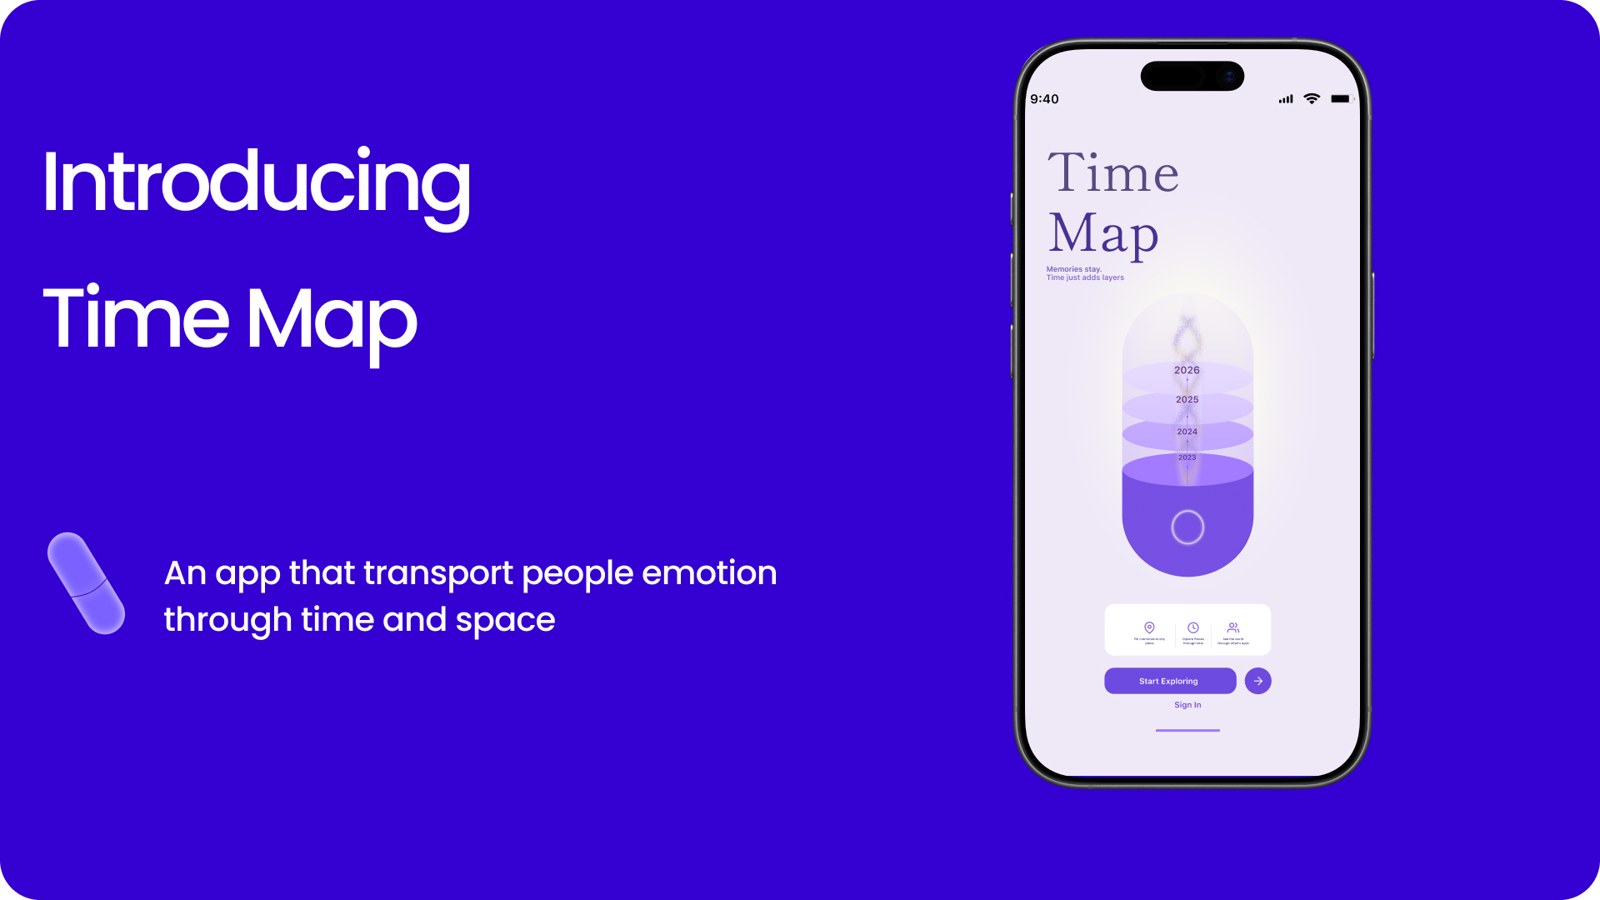 Introducing
Time Map
An app that transport people emotion
through time and space
9:40
Time
Map
Memories stay.
Time just adds layers
2026
2025
2024
2023
Start Exploring
Sign In